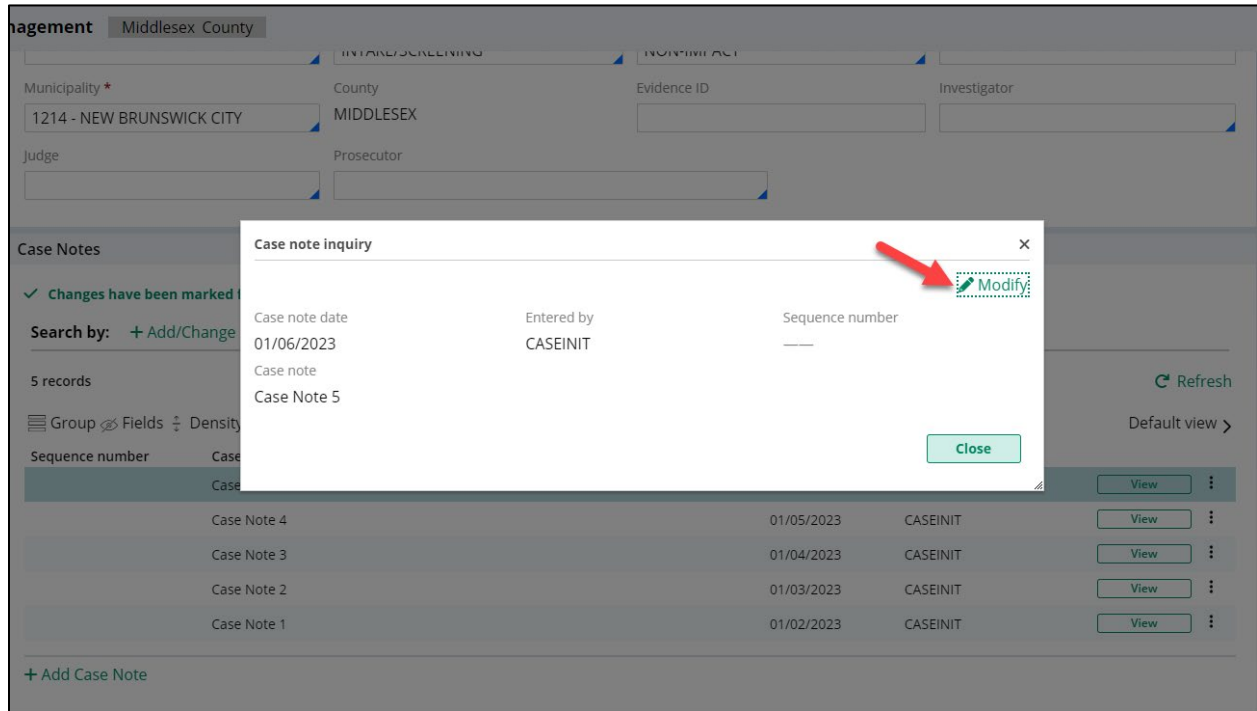 nagement Middlesex County
INTAKE/SCREENING NON-IMPACT
Municipality * County Evidence ID Investigator
1214 - NEW BRUNSWICK CITY MIDDLESEX
Judge Prosecutor
Case note inquiry ×
Case Notes
Modify
Changes have been marked f
Case note date Entered by Sequence number
Search by: + Add/Change
01/06/2023 CASEINIT ——
Case note
5 records Refresh
Case Note 5
Group Fields Density Default view >
Close
Sequence number Case
Case View
Case Note 4 01/05/2023 CASEINIT View
Case Note 3 01/04/2023 CASEINIT View
Case Note 2 01/03/2023 CASEINIT View
Case Note 1 01/02/2023 CASEINIT View
+ Add Case Note